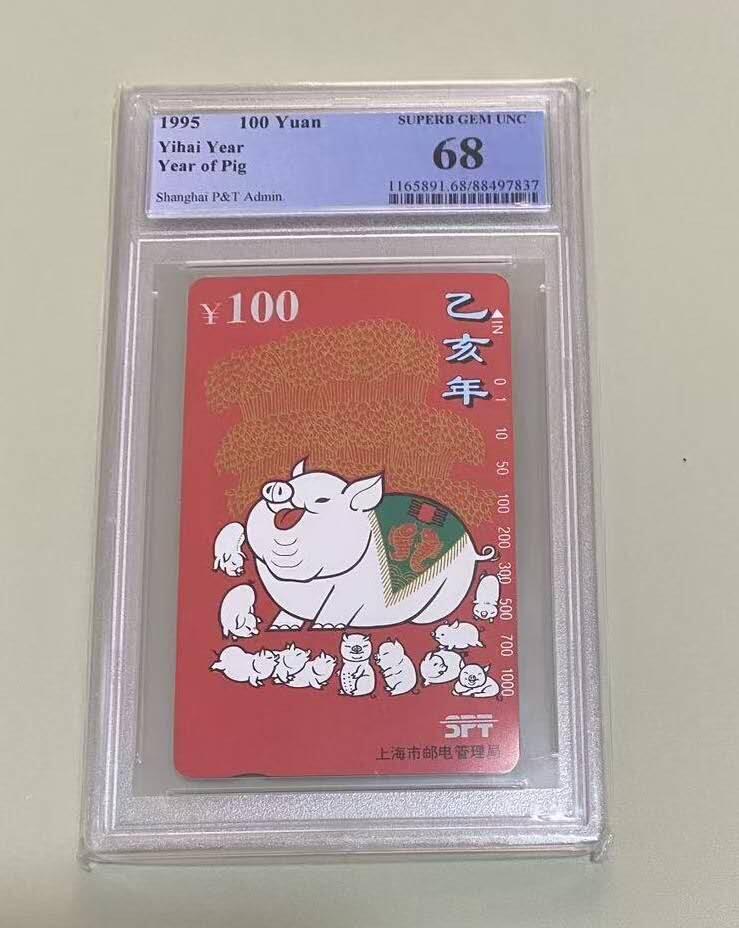 1995 100 Yuan
SUPERB GEM UNC
Yihai Year
Year of Pig
68
1165891.68/88497837
Shanghai P&T Admin.
¥100
乙亥年
IN
0 1 10 50 100 200 300 500 700 1000
SPT
上海市邮电管理局